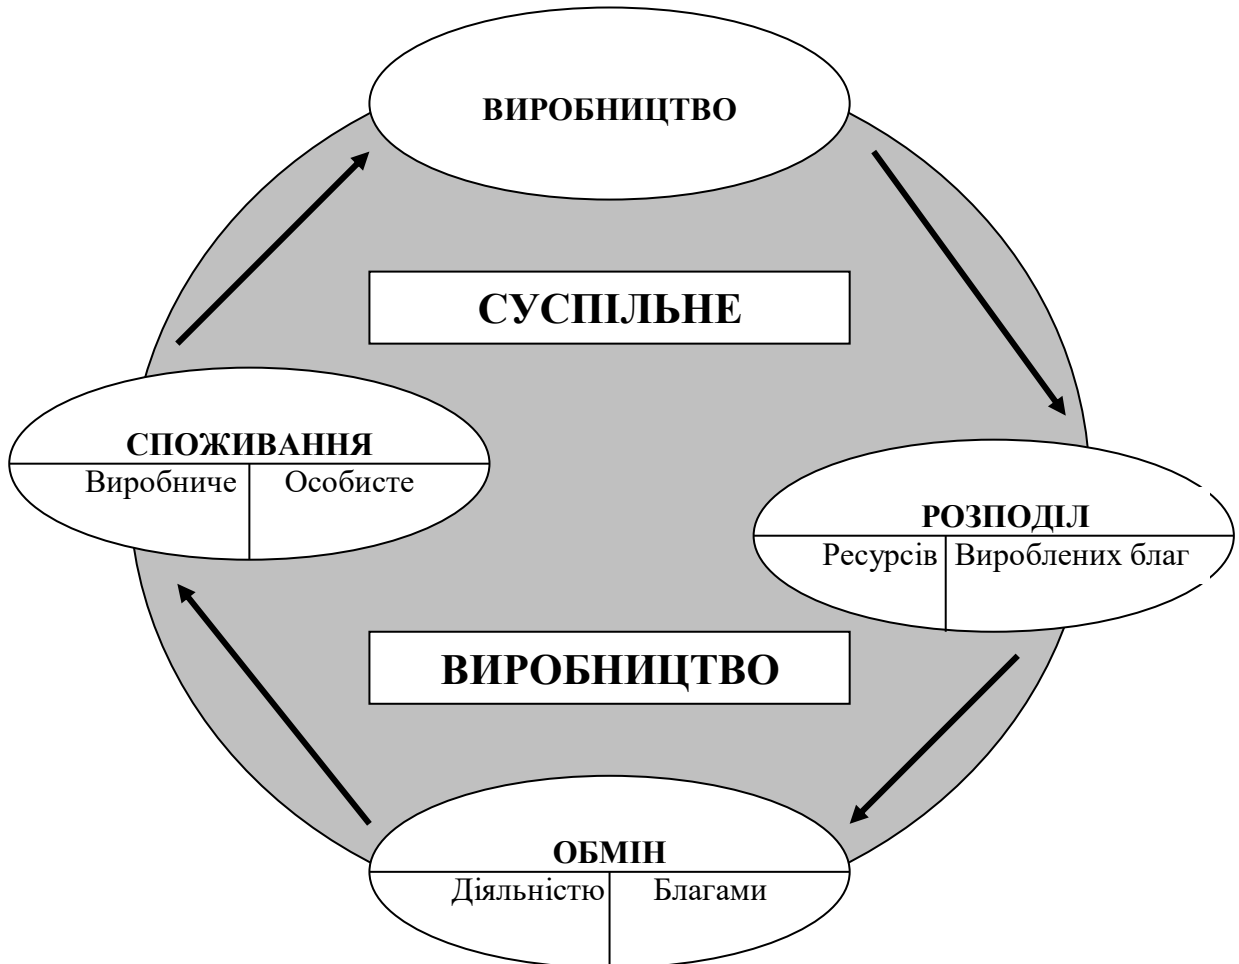 ВИРОБНИЦТВО
СУСПІЛЬНЕ
СПОЖИВАННЯ
Виробниче Особисте
РОЗПОДІЛ
Ресурсів Вироблених благ
ВИРОБНИЦТВО
ОБМІН
Діяльністю Благами